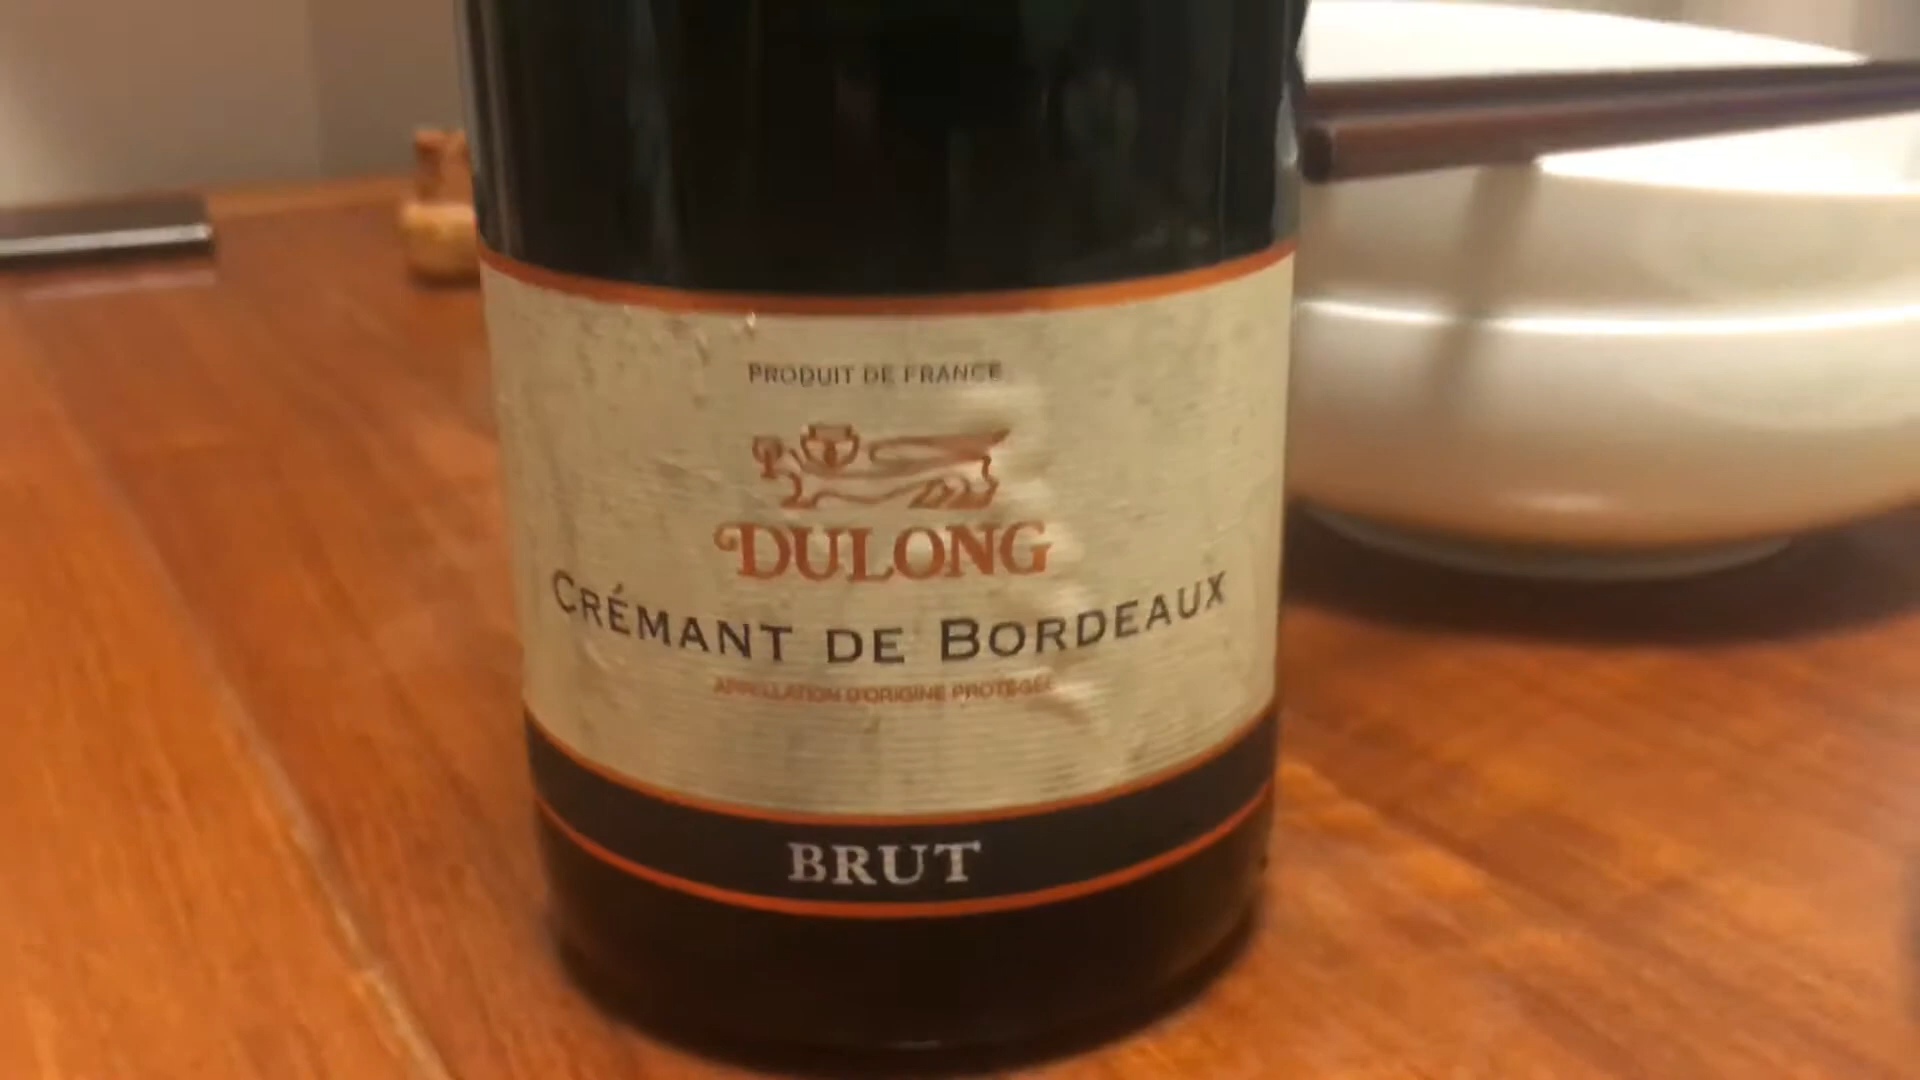 PRODUIT DE FRANCE
DULONG
CRÉMANT DE BORDEAUX
APPELLATION D'ORIGINE PROTÉGÉE
BRUT